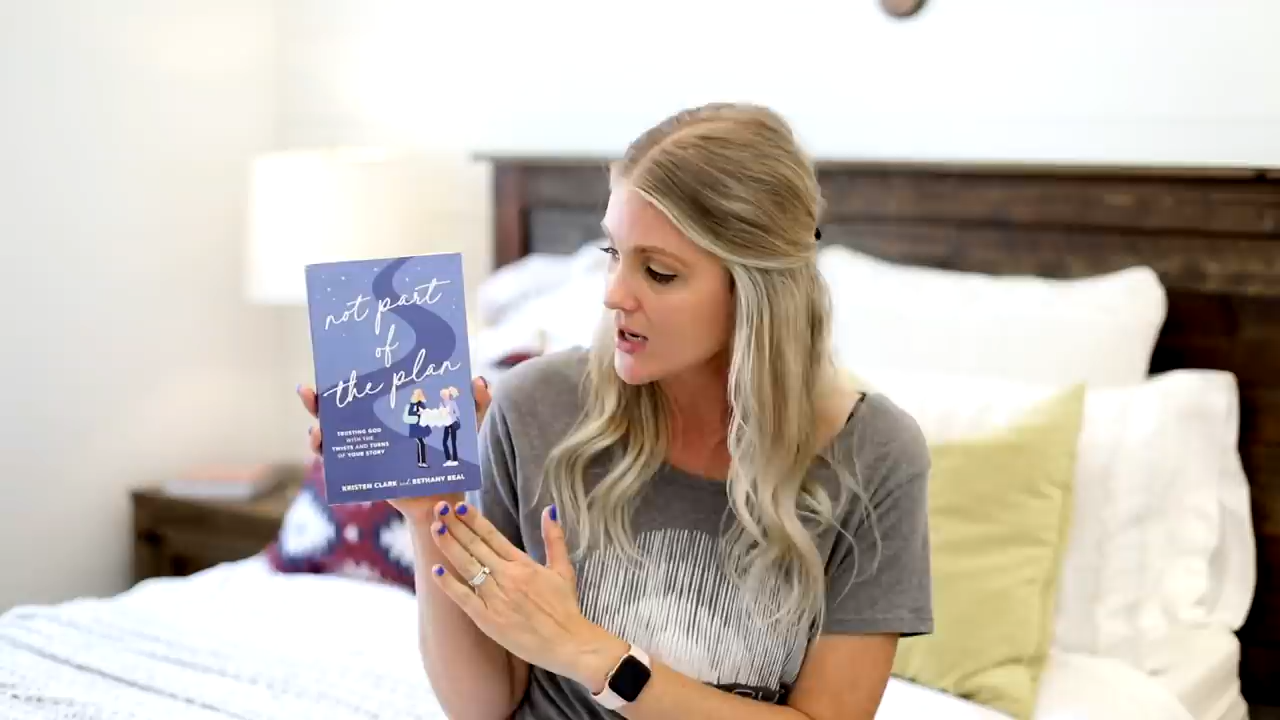 not part
of
the plan
TRUSTING GOD
WITH THE
TWISTS AND TURNS
OF YOUR STORY
KRISTEN CLARK and BETHANY BEAL